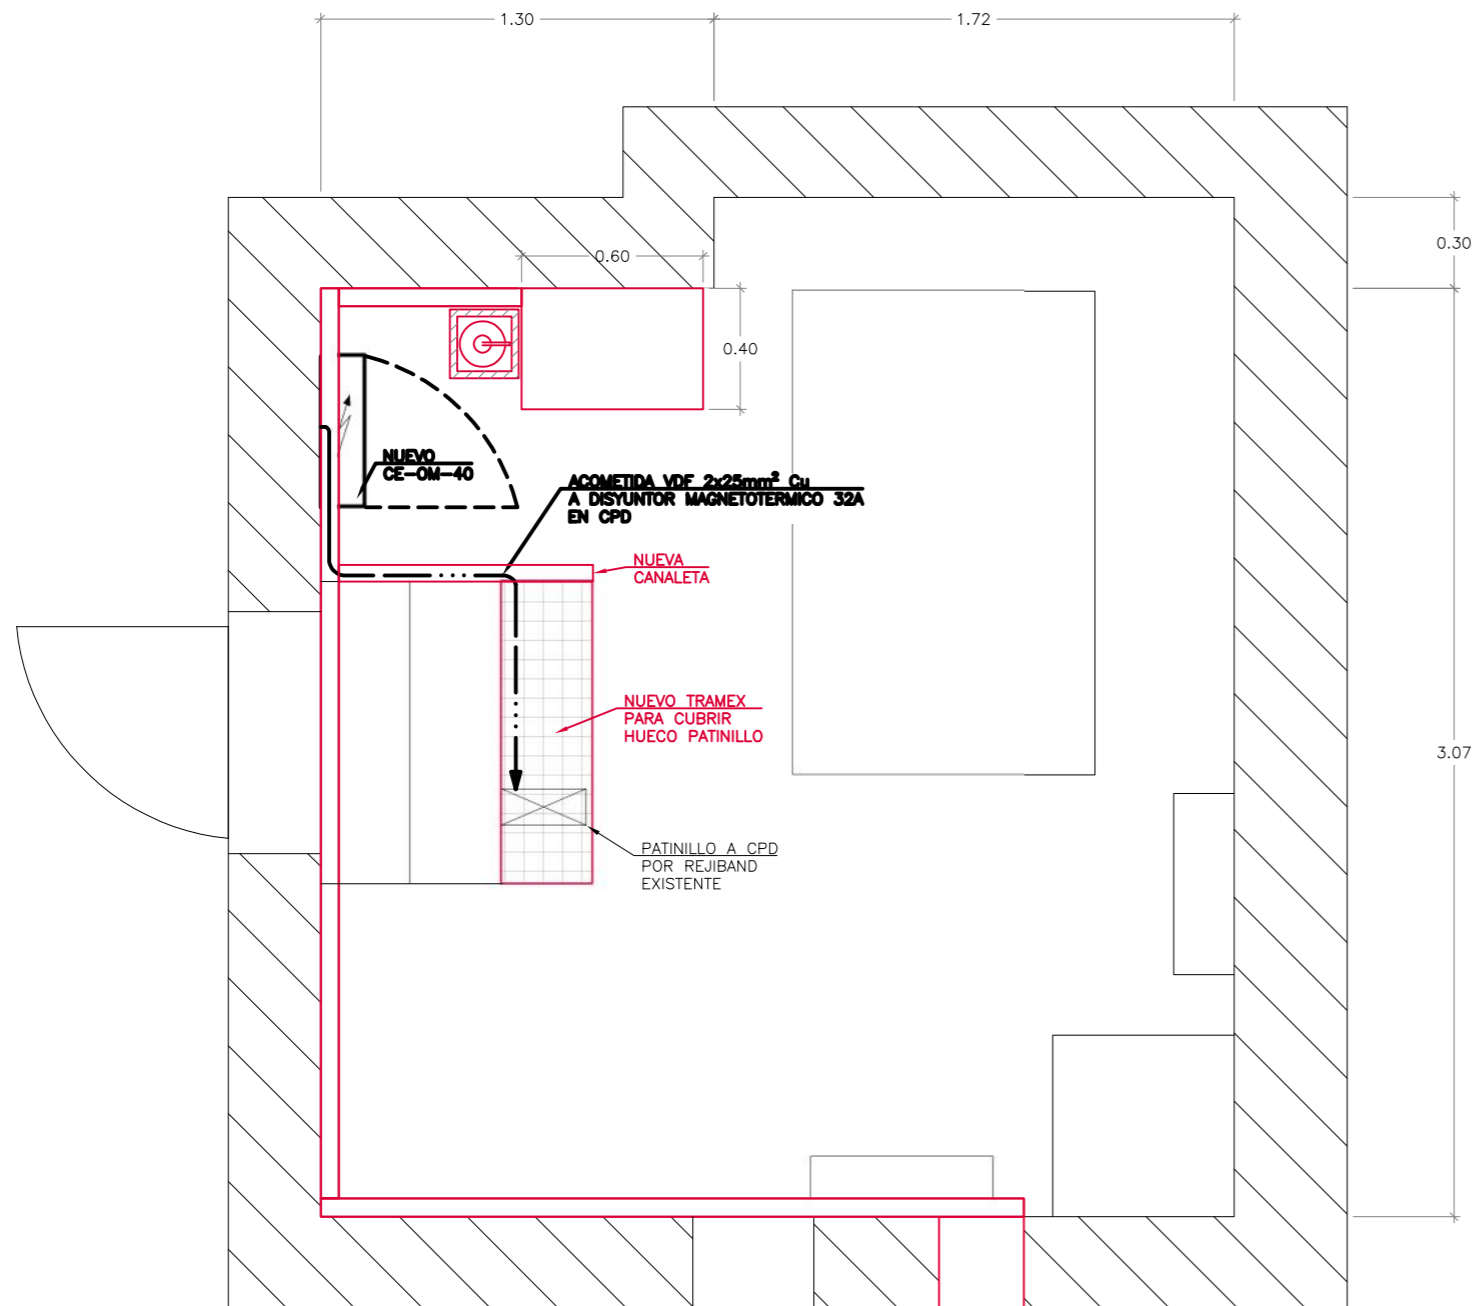 1.30
1.72
0.30
0.60
0.40
NUEVO
CE-OM-40
ACOMETIDA VDF 2x25mm² Cu
A DISYUNTOR MAGNETOTERMICO 32A
EN CPD
NUEVA
CANALETA
NUEVO TRAMEX
PARA CUBRIR
HUECO PATINILLO
3.07
PATINILLO A CPD
POR REJIBAND
EXISTENTE